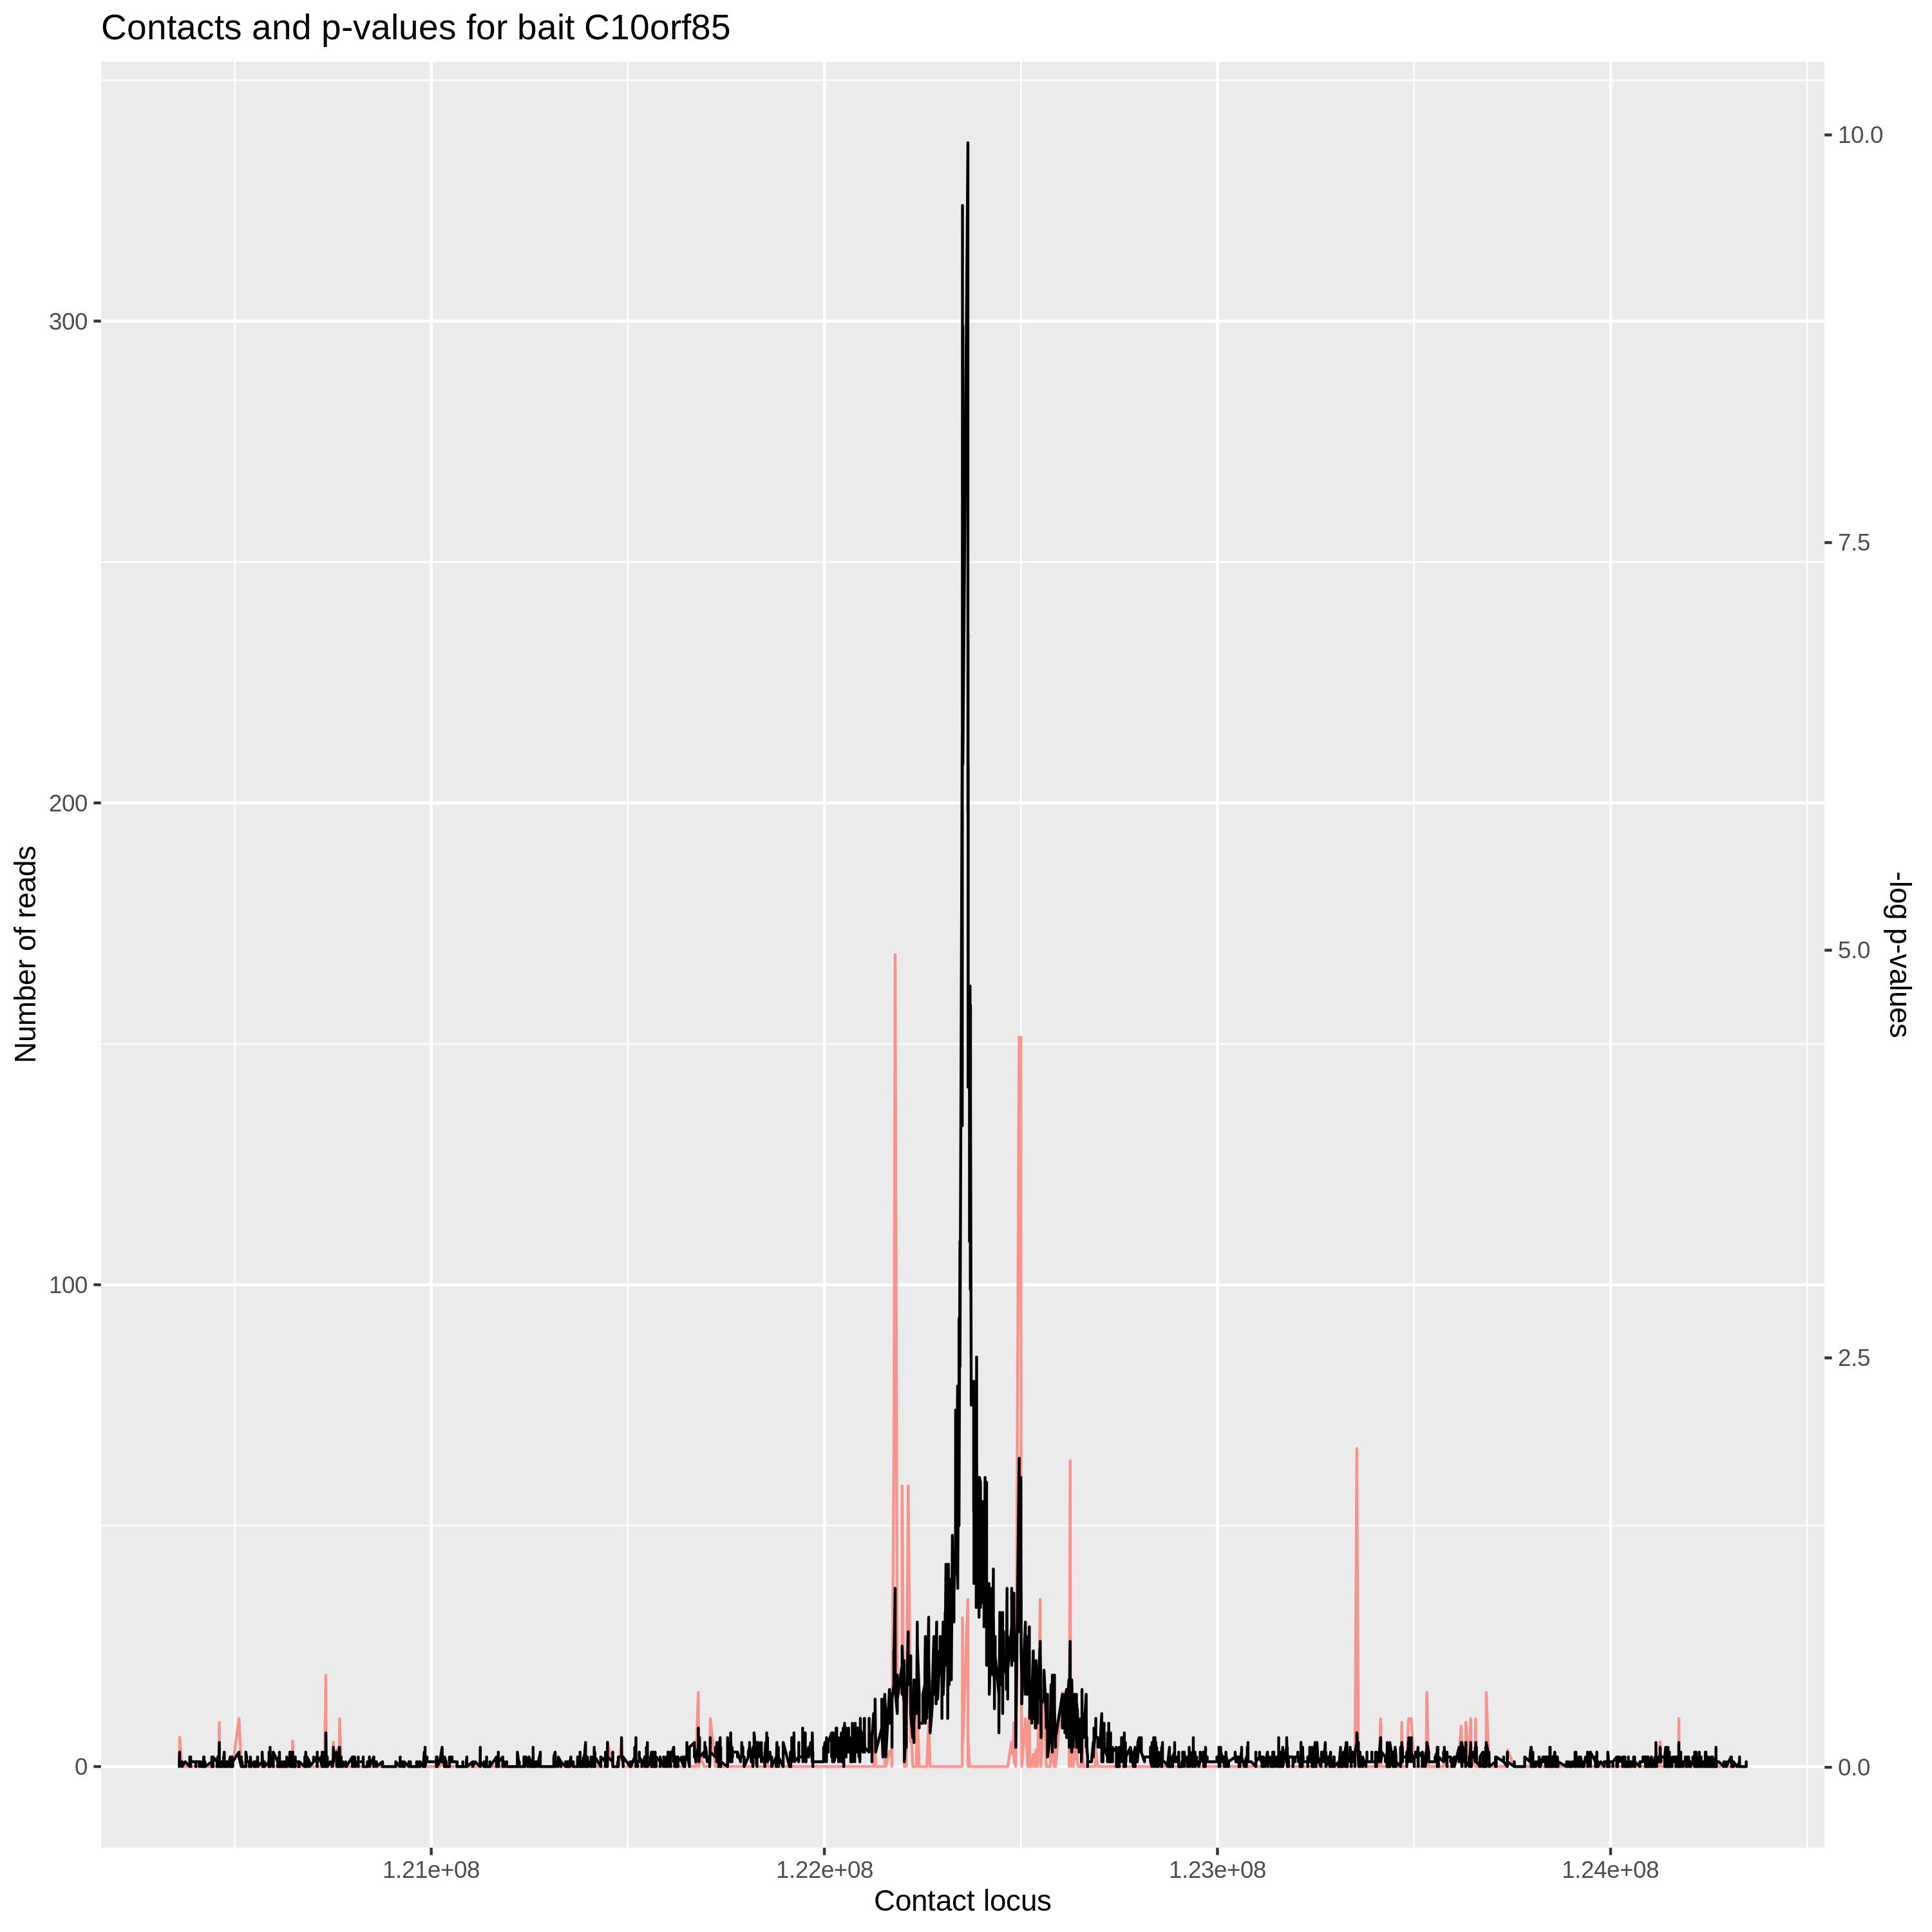 Contacts and p-values for bait C10orf85
Number of reads
300
200
100
0
10.0
7.5
5.0
2.5
0.0
-log p-values
1.21e+08
1.22e+08
1.23e+08
1.24e+08
Contact locus